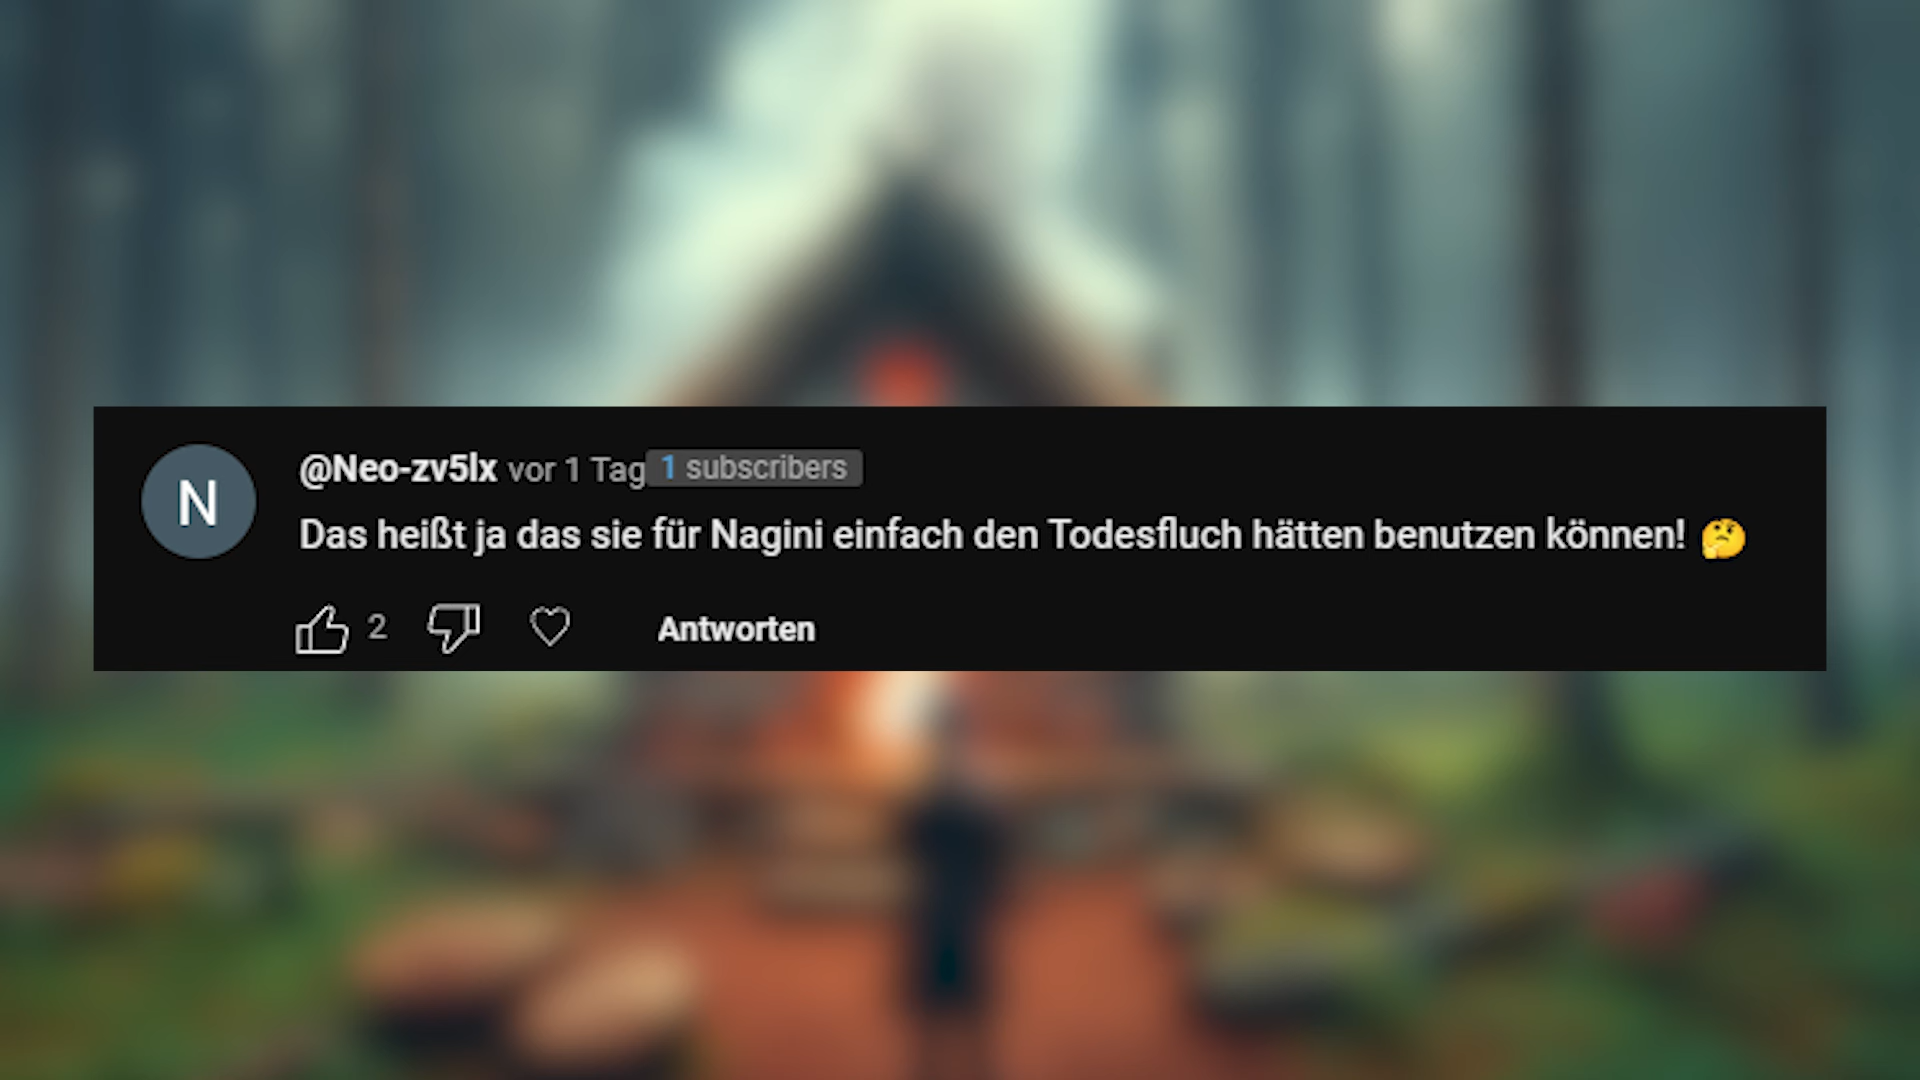 N
@Neo-zv5lx vor 1 Tag 1 subscribers
Das heißt ja das sie für Nagini einfach den Todesfluch hätten benutzen können! 🤔
2 Antworten